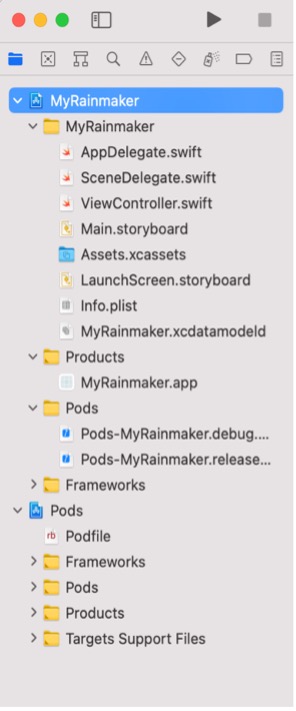 MyRainmaker
MyRainmaker
AppDelegate.swift
SceneDelegate.swift
ViewController.swift
Main.storyboard
Assets.xcassets
LaunchScreen.storyboard
Info.plist
MyRainmaker.xcdatamodeld
Products
MyRainmaker.app
Pods
Pods-MyRainmaker.debug....
Pods-MyRainmaker.release...
Frameworks
Pods
rb Podfile
Frameworks
Pods
Products
Targets Support Files